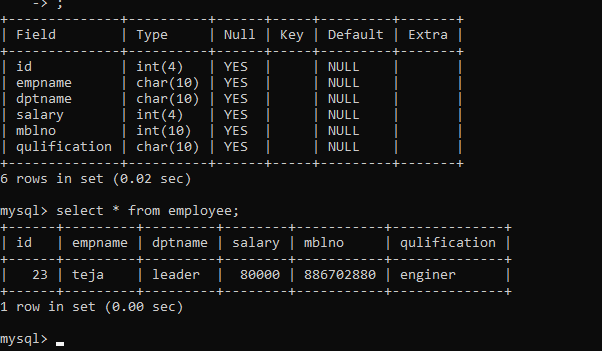 -> ;
+--------------+----------+------+-----+---------+-------+
| Field        | Type     | Null | Key | Default | Extra |
+--------------+----------+------+-----+---------+-------+
| id           | int(4)   | YES  |     | NULL    |       |
| empname      | char(10) | YES  |     | NULL    |       |
| dptname      | char(10) | YES  |     | NULL    |       |
| salary       | int(4)   | YES  |     | NULL    |       |
| mblno        | int(10)  | YES  |     | NULL    |       |
| qulification | char(10) | YES  |     | NULL    |       |
+--------------+----------+------+-----+---------+-------+
6 rows in set (0.02 sec)
mysql> select * from employee;
+------+---------+---------+--------+-----------+--------------+
| id   | empname | dptname | salary | mblno     | qulification |
+------+---------+---------+--------+-----------+--------------+
|   23 | teja    | leader  |  80000 | 886702880 | enginer      |
+------+---------+---------+--------+-----------+--------------+
1 row in set (0.00 sec)
mysql> _